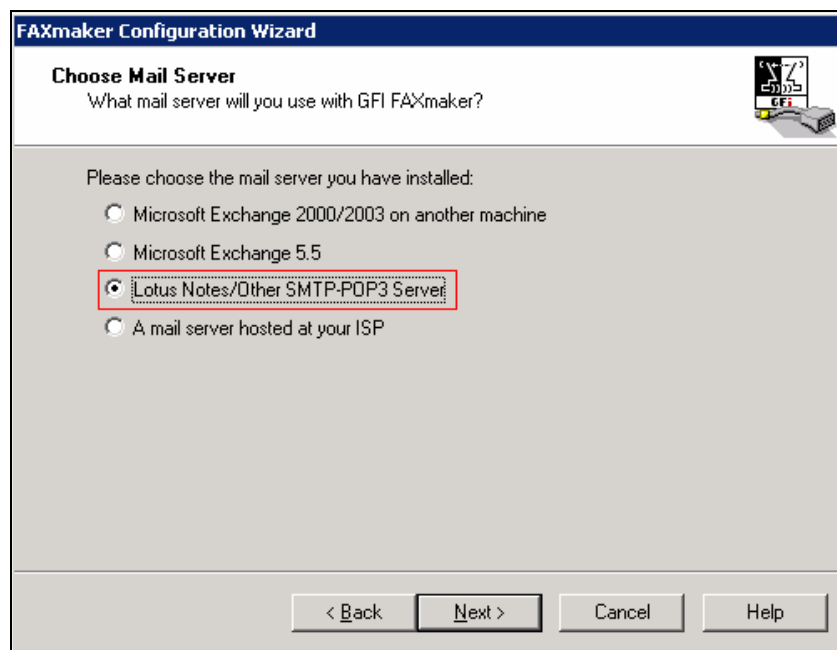 FAXmaker Configuration Wizard
Choose Mail Server
What mail server will you use with GFI FAXmaker?
GFi
Please choose the mail server you have installed:
Microsoft Exchange 2000/2003 on another machine
Microsoft Exchange 5.5
Lotus Notes/Other SMTP-POP3 Server
A mail server hosted at your ISP
< Back
Next >
Cancel
Help